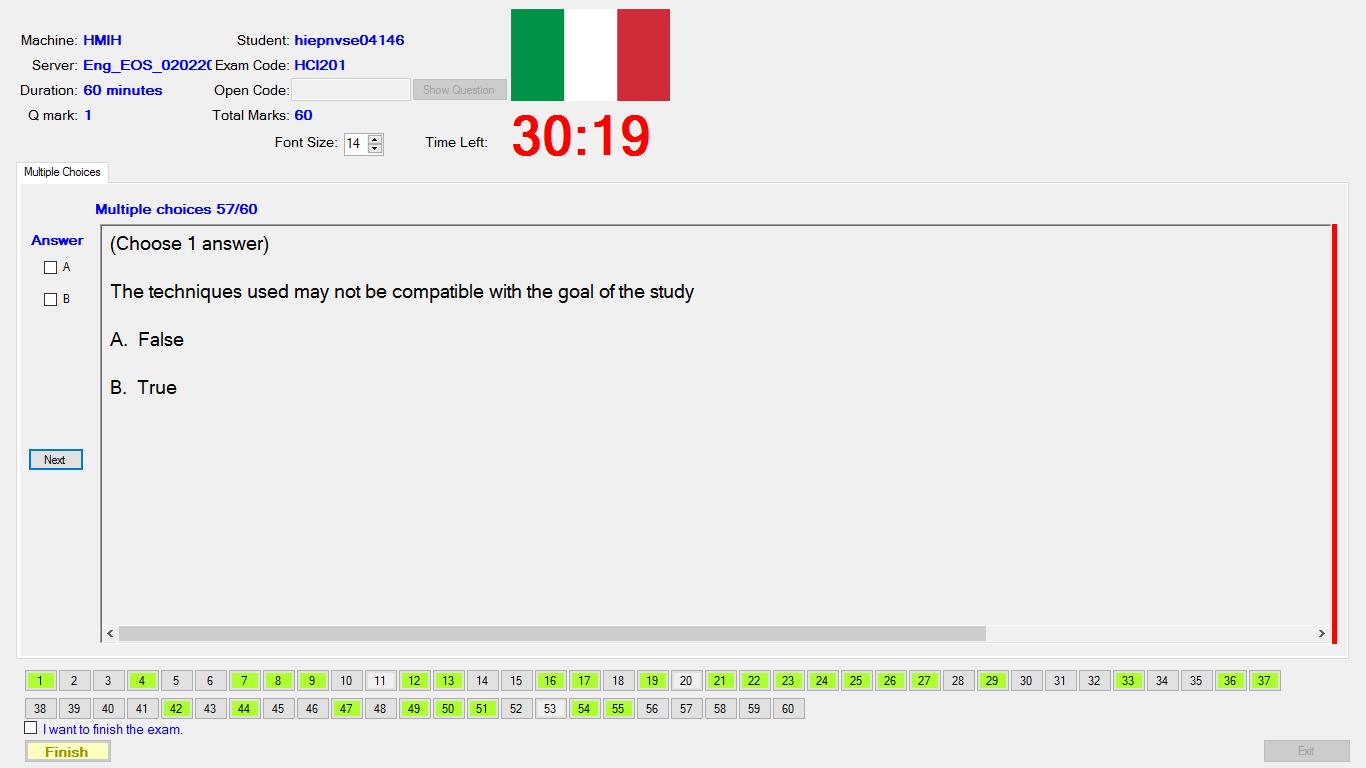 Machine: HMIH Student: hiepnvse04146
Server: Eng_EOS_020220 Exam Code: HCI201
Duration: 60 minutes Open Code: Show Question
Q mark: 1 Total Marks: 60
Font Size: 14 Time Left: 30:19
Multiple Choices
Multiple choices 57/60
Answer
A
B
(Choose 1 answer)
The techniques used may not be compatible with the goal of the study
A. False
B. True
Next
1 2 3 4 5 6 7 8 9 10 11 12 13 14 15 16 17 18 19 20 21 22 23 24 25 26 27 28 29 30 31 32 33 34 35 36 37
38 39 40 41 42 43 44 45 46 47 48 49 50 51 52 53 54 55 56 57 58 59 60
I want to finish the exam.
Finish Exit